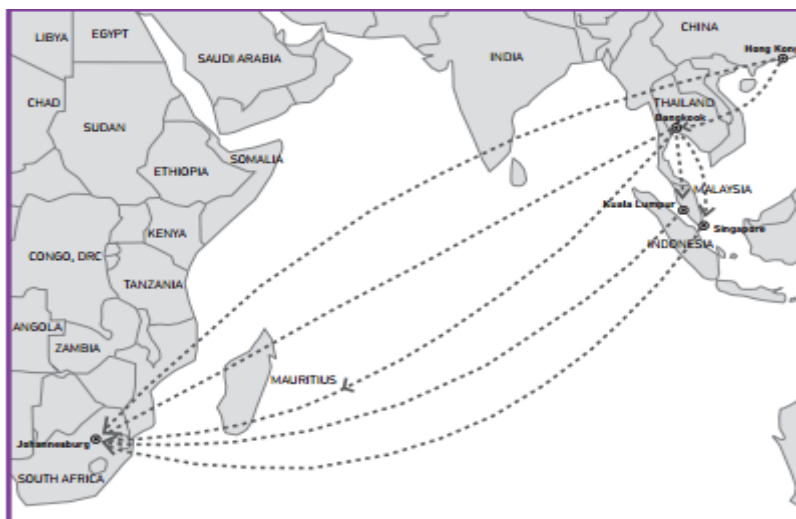 CHINA
LIBYA
EGYPT
Hong Kong
SAUDI ARABIA
INDIA
CHAD
THAILAND
Bangkook
SUDAN
SOMALIA
ETHIOPIA
MALAYSIA
Kuala Lumpur
Singapore
KENYA
INDONESIA
CONGO, DRC
TANZANIA
ANGOLA
ZAMBIA
MAURITIUS
Johannesburg
SOUTH AFRICA